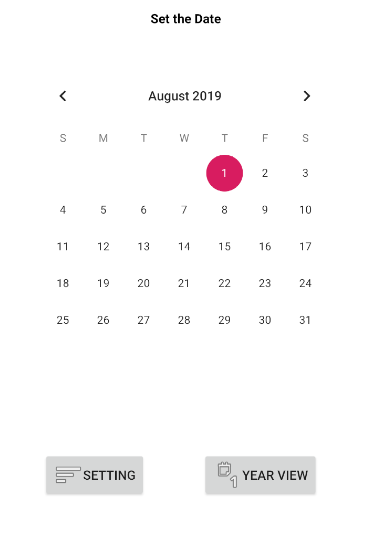 Set the Date
August 2019
S M T W T F S
1 2 3
4 5 6 7 8 9 10
11 12 13 14 15 16 17
18 19 20 21 22 23 24
25 26 27 28 29 30 31
SETTING 1 YEAR VIEW